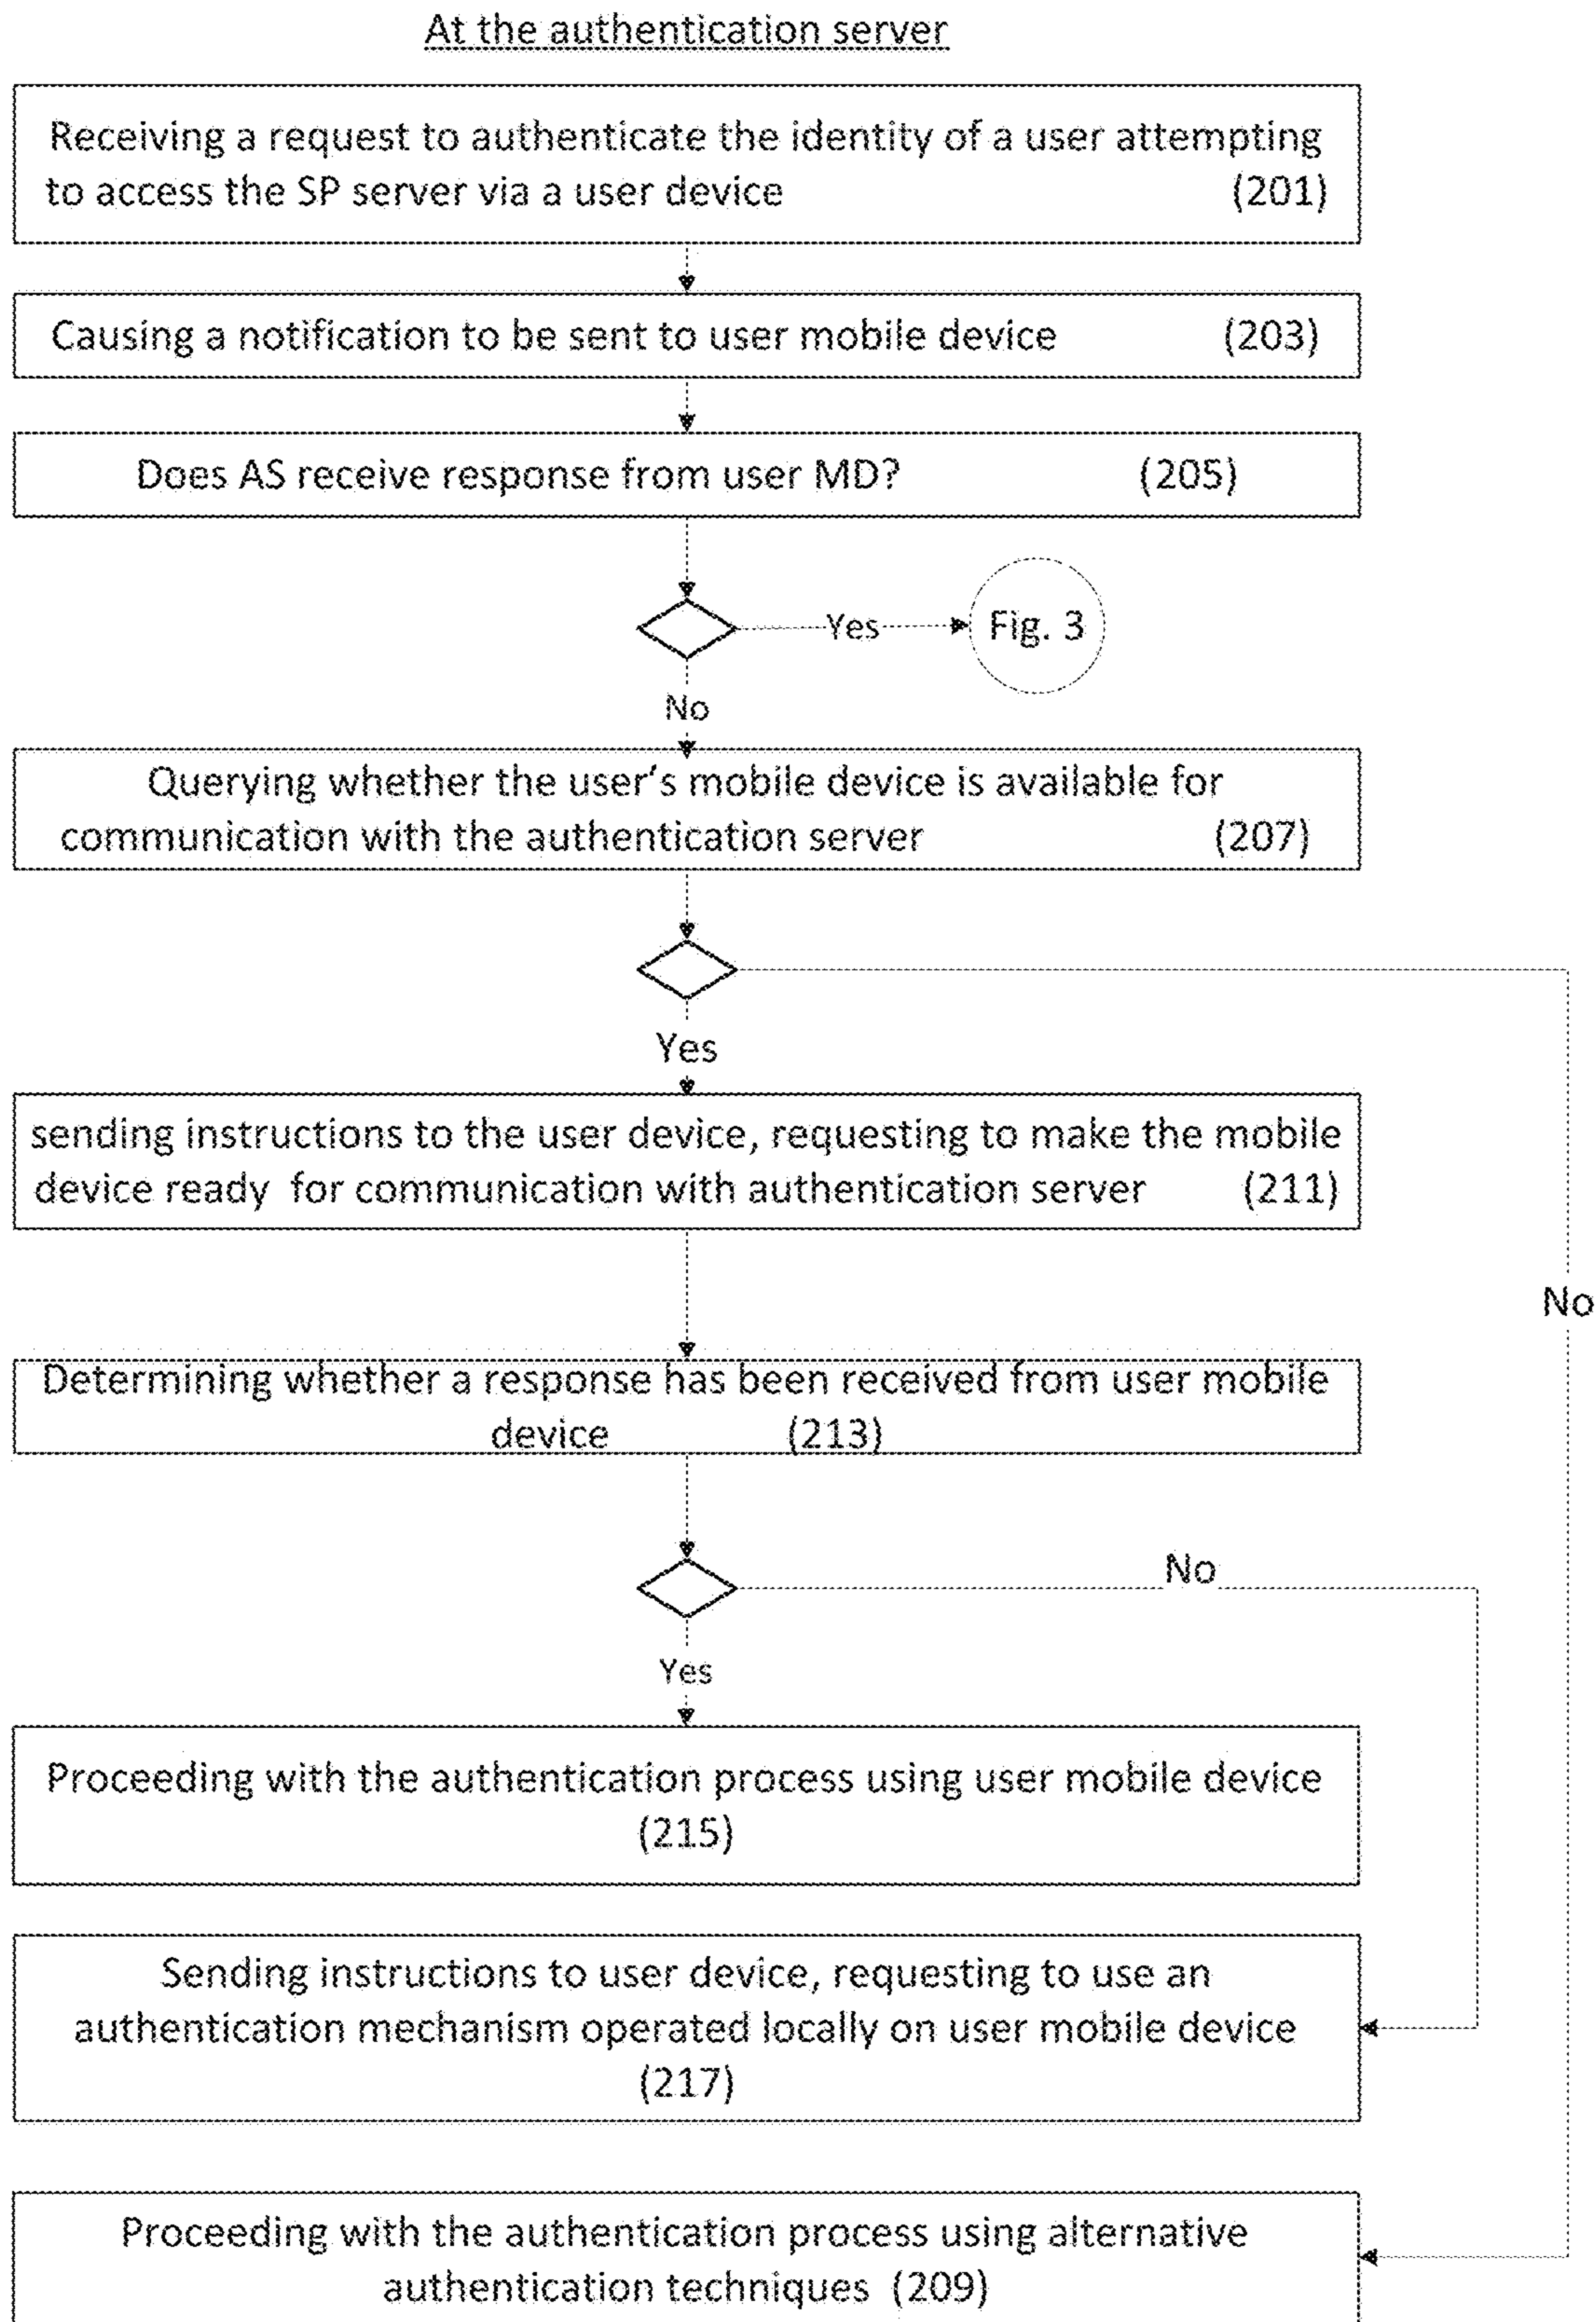 At the authentication server
Receiving a request to authenticate the identity of a user attempting
to access the SP server via a user device (201)
Causing a notification to be sent to user mobile device (203)
Does AS receive response from user MD? (205)
Yes
Fig. 3
No
Querying whether the user's mobile device is available for
communication with the authentication server (207)
Yes
sending instructions to the user device, requesting to make the mobile
device ready for communication with authentication server (211)
No
Determining whether a response has been received from user mobile
device (213)
No
Yes
Proceeding with the authentication process using user mobile device
(215)
Sending instructions to user device, requesting to use an
authentication mechanism operated locally on user mobile device
(217)
Proceeding with the authentication process using alternative
authentication techniques (209)